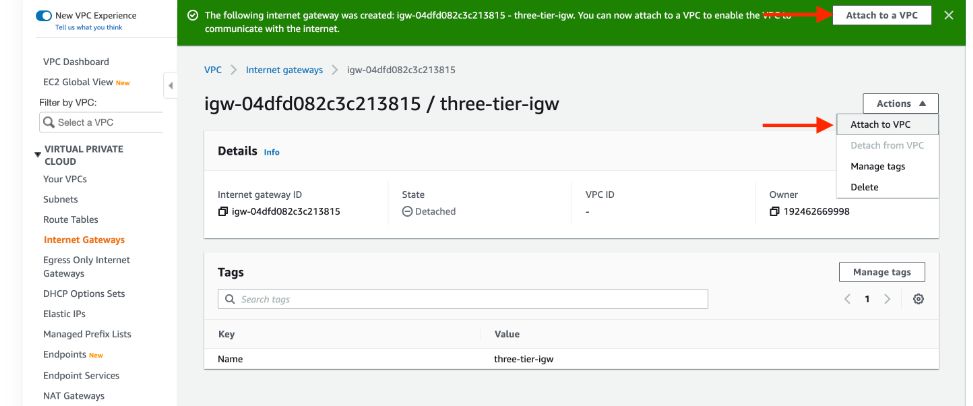 New VPC Experience
Tell us what you think
VPC Dashboard
EC2 Global View New
Filter by VPC:
Select a VPC
VIRTUAL PRIVATE
CLOUD
Your VPCs
Subnets
Route Tables
Internet Gateways
Egress Only Internet
Gateways
DHCP Options Sets
Elastic IPs
Managed Prefix Lists
Endpoints New
Endpoint Services
NAT Gateways
The following internet gateway was created: igw-04dfd082c3c213815 - three-tier-igw. You can now attach to a VPC to enable the VPC to
communicate with the internet.
Attach to a VPC
VPC > Internet gateways > igw-04dfd082c3c213815
igw-04dfd082c3c213815 / three-tier-igw
Actions
Attach to VPC
Detach from VPC
Manage tags
Delete
Details Info
Internet gateway ID
igw-04dfd082c3c213815
State
Detached
VPC ID
-
Owner
192462669998
Tags
Manage tags
Search tags
1
Key Value
Name three-tier-igw